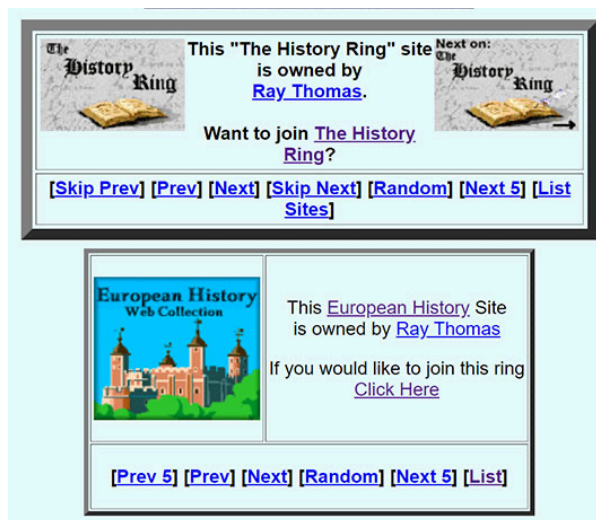 The
History
Ring
This "The History Ring" site
is owned by
Ray Thomas.
Want to join The History
Ring?
Next on:
The
History
Ring
[Skip Prev] [Prev] [Next] [Skip Next] [Random] [Next 5] [List
Sites]
European History
Web Collection
This European History Site
is owned by Ray Thomas
If you would like to join this ring
Click Here
[Prev 5] [Prev] [Next] [Random] [Next 5] [List]